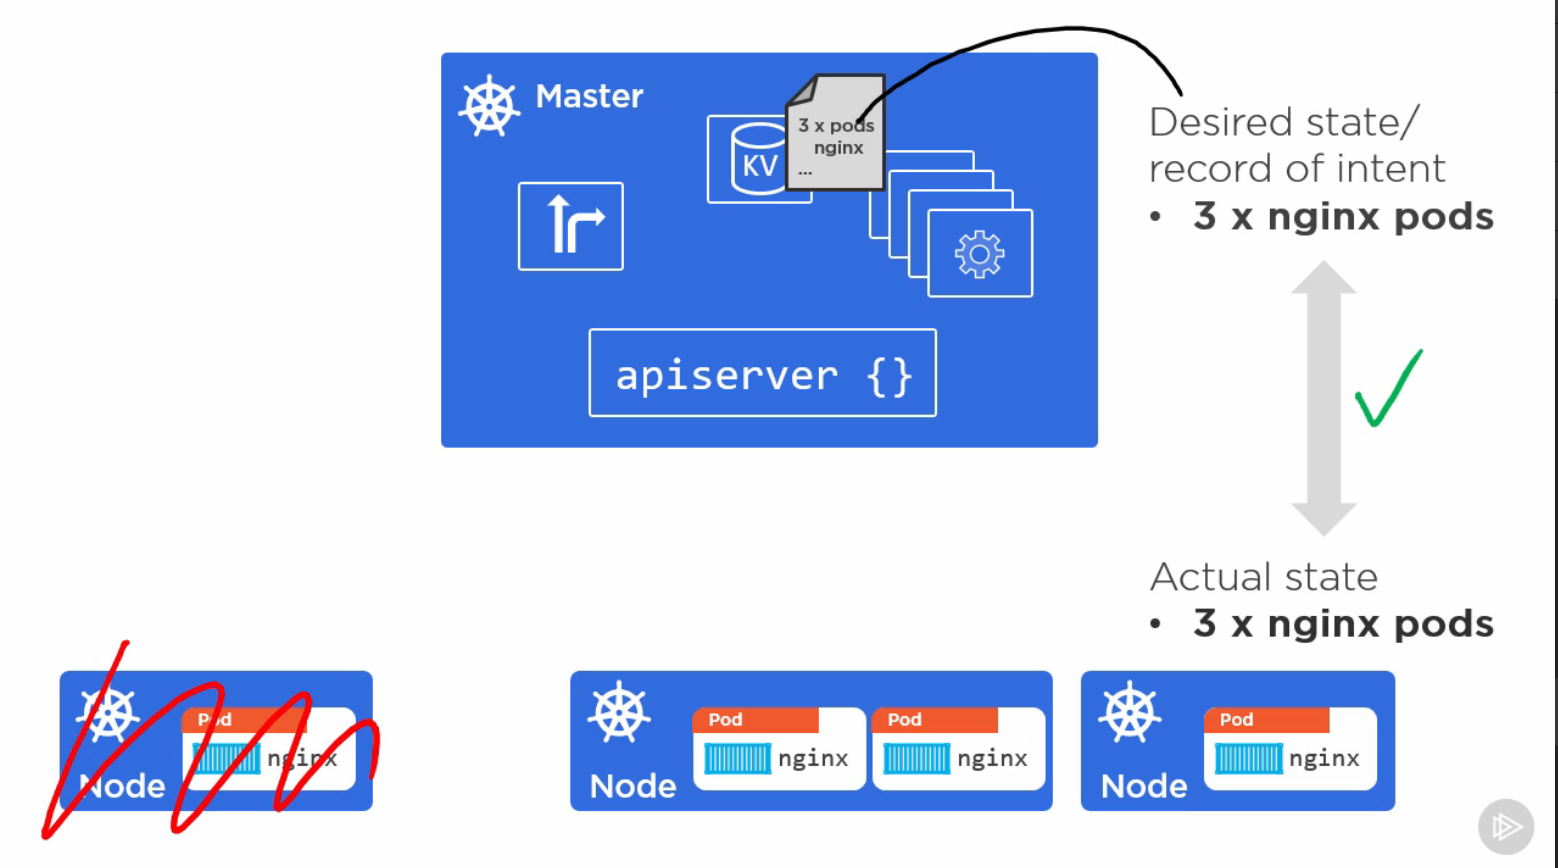 Master
KV
3 x pods
nginx
...
Desired state/
record of intent
• 3 x nginx pods
apiserver {}
Actual state
• 3 x nginx pods
Node
Pod
nginx
Node
Pod
nginx
Pod
nginx
Node
Pod
nginx